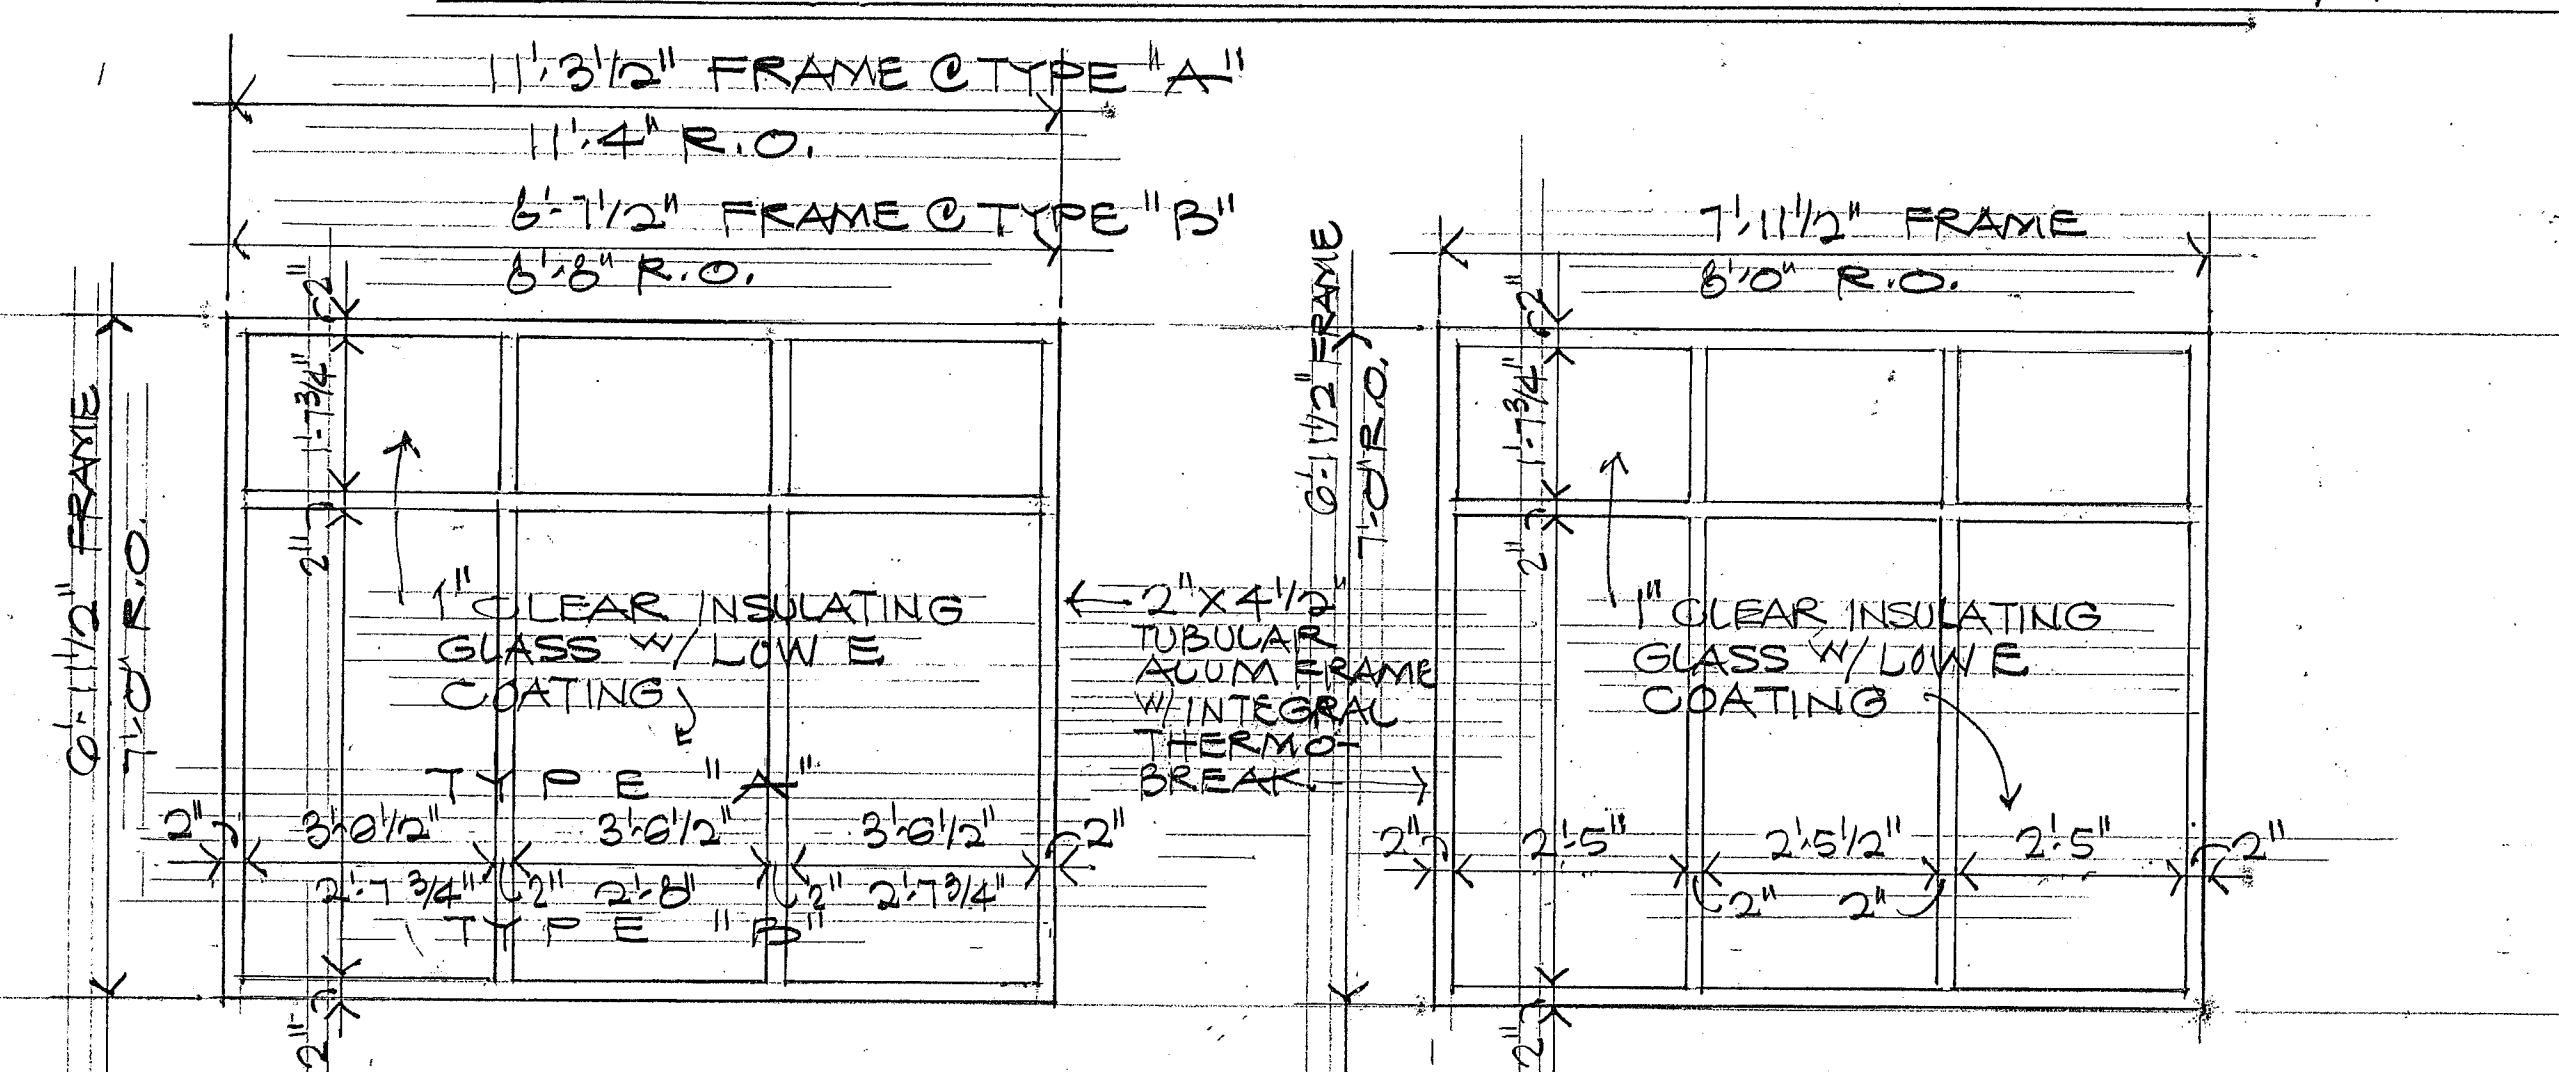 11'-3 1/2" FRAME @ TYPE "A"
11'-4" R.O.
8'-7 1/2" FRAME @ TYPE "B"
8'-8" R.O.
6'-11 1/2" FRAME
7'-0" R.O.
2"
1'-7 3/4"
2"
1" CLEAR INSULATING
GLASS W/ LOW E
COATING
TYPE "A"
2" 3'-6 1/2" 3'-6 1/2" 3'-6 1/2" 2"
2'-7 3/4" 2" 2'-8" 2" 2'-7 3/4"
TYPE "B"
2"
2" X 4 1/2"
TUBULAR
ALUM FRAME
W/ INTEGRAL
THERMO-
BREAK
7'-11 1/2" FRAME
8'-0" R.O.
6'-11 1/2" FRAME
7'-0" R.O.
2"
1'-7 3/4"
2"
1" CLEAR INSULATING
GLASS W/ LOW E
COATING
2" 2'-5" 2'-5 1/2" 2'-5" 2"
2" 2"
2"